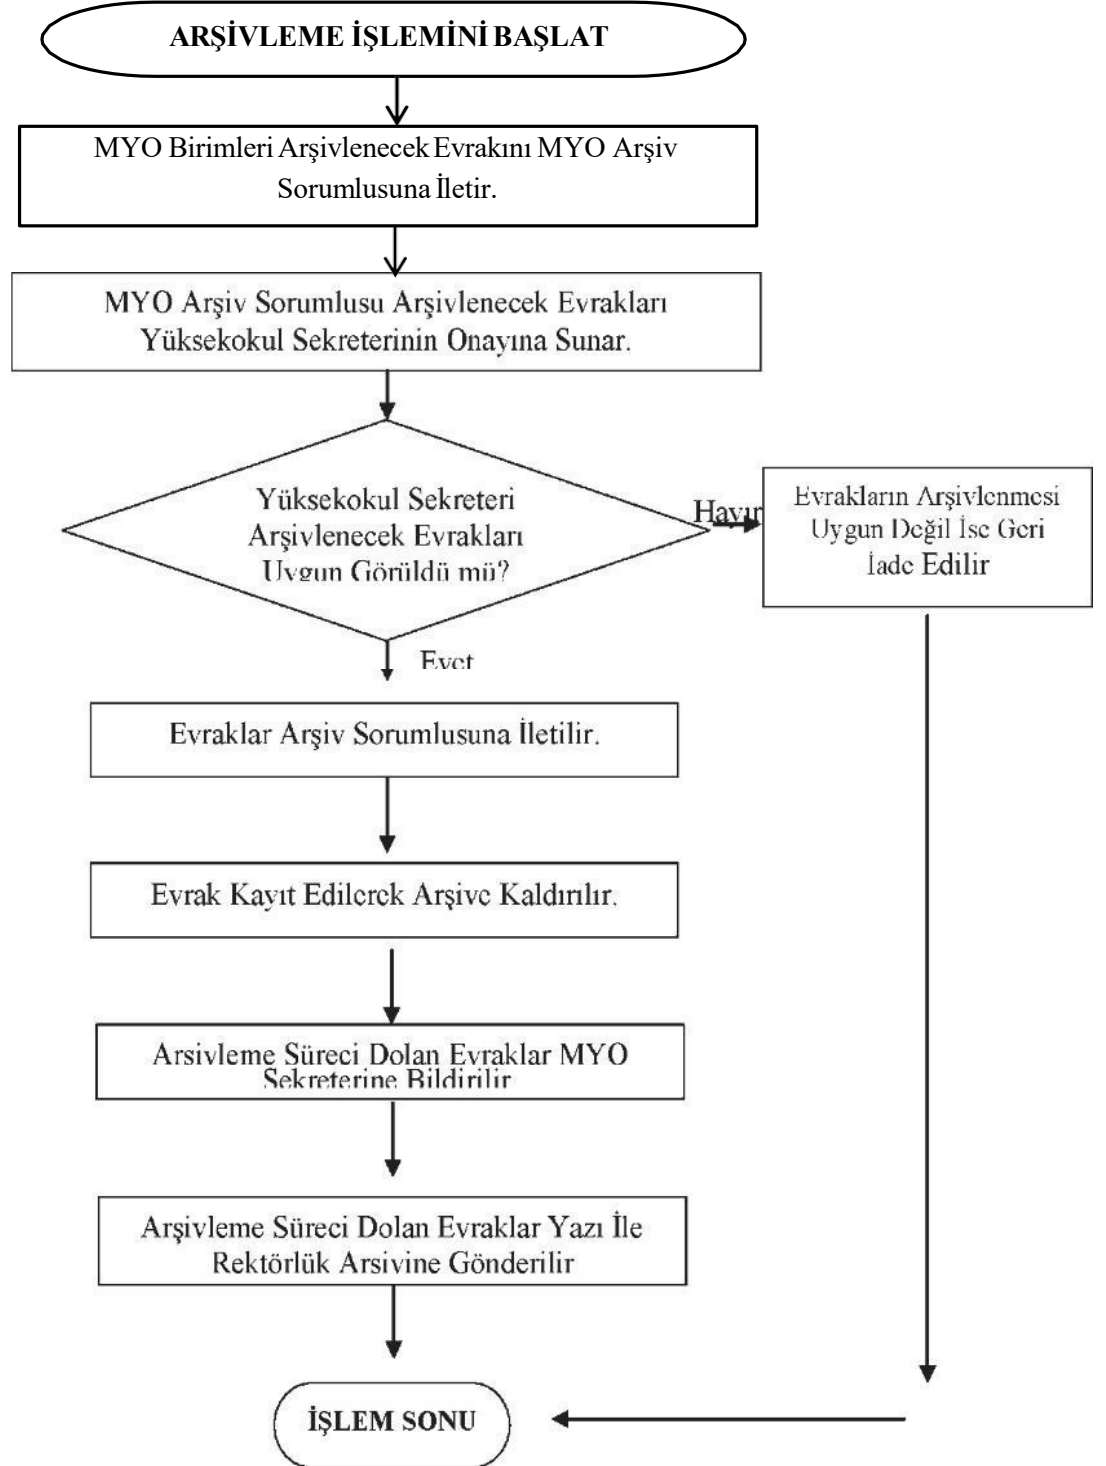 ARŞİVLEME İŞLEMİNİ BAŞLAT
MYO Birimleri Arşivlenecek Evrakını MYO Arşiv
Sorumlusuna İletir.
MYO Arşiv Sorumlusu Arşivlenecek Evrakları
Yüksekokul Sekreterinin Onayına Sunar.
Yüksekokul Sekreteri
Arşivlenecek Evrakları
Uygun Görüldü mü?
Hayır
Evrakların Arşivlenmesi
Uygun Değil İse Geri
İade Edilir
Evet
Evraklar Arşiv Sorumlusuna İletilir.
Evrak Kayıt Edilerek Arşive Kaldırılır.
Arsivleme Süreci Dolan Evraklar MYO
Sekreterine Bildirilir
Arşivleme Süreci Dolan Evraklar Yazı İle
Rektörlük Arsivine Gönderilir
İŞLEM SONU